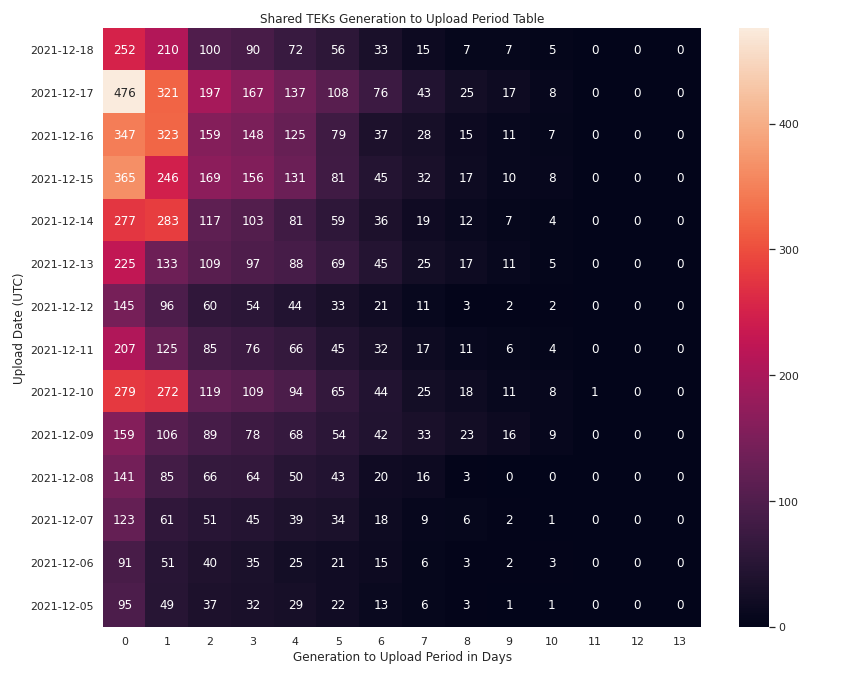 Shared TEKs Generation to Upload Period Table
Upload Date (UTC)
2021-12-18 252 210 100 90 72 56 33 15 7 7 5 0 0 0
2021-12-17 476 321 197 167 137 108 76 43 25 17 8 0 0 0
2021-12-16 347 323 159 148 125 79 37 28 15 11 7 0 0 0
2021-12-15 365 246 169 156 131 81 45 32 17 10 8 0 0 0
2021-12-14 277 283 117 103 81 59 36 19 12 7 4 0 0 0
2021-12-13 225 133 109 97 88 69 45 25 17 11 5 0 0 0
2021-12-12 145 96 60 54 44 33 21 11 3 2 2 0 0 0
2021-12-11 207 125 85 76 66 45 32 17 11 6 4 0 0 0
2021-12-10 279 272 119 109 94 65 44 25 18 11 8 1 0 0
2021-12-09 159 106 89 78 68 54 42 33 23 16 9 0 0 0
2021-12-08 141 85 66 64 50 43 20 16 3 0 0 0 0 0
2021-12-07 123 61 51 45 39 34 18 9 6 2 1 0 0 0
2021-12-06 91 51 40 35 25 21 15 6 3 2 3 0 0 0
2021-12-05 95 49 37 32 29 22 13 6 3 1 1 0 0 0
0 1 2 3 4 5 6 7 8 9 10 11 12 13
Generation to Upload Period in Days
400
300
200
100
0